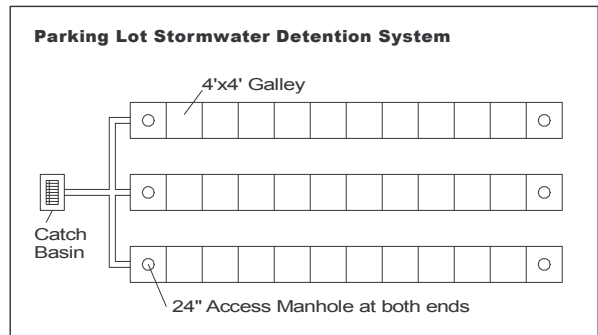 Parking Lot Stormwater Detention System
4'x4' Galley
Catch
Basin
24" Access Manhole at both ends